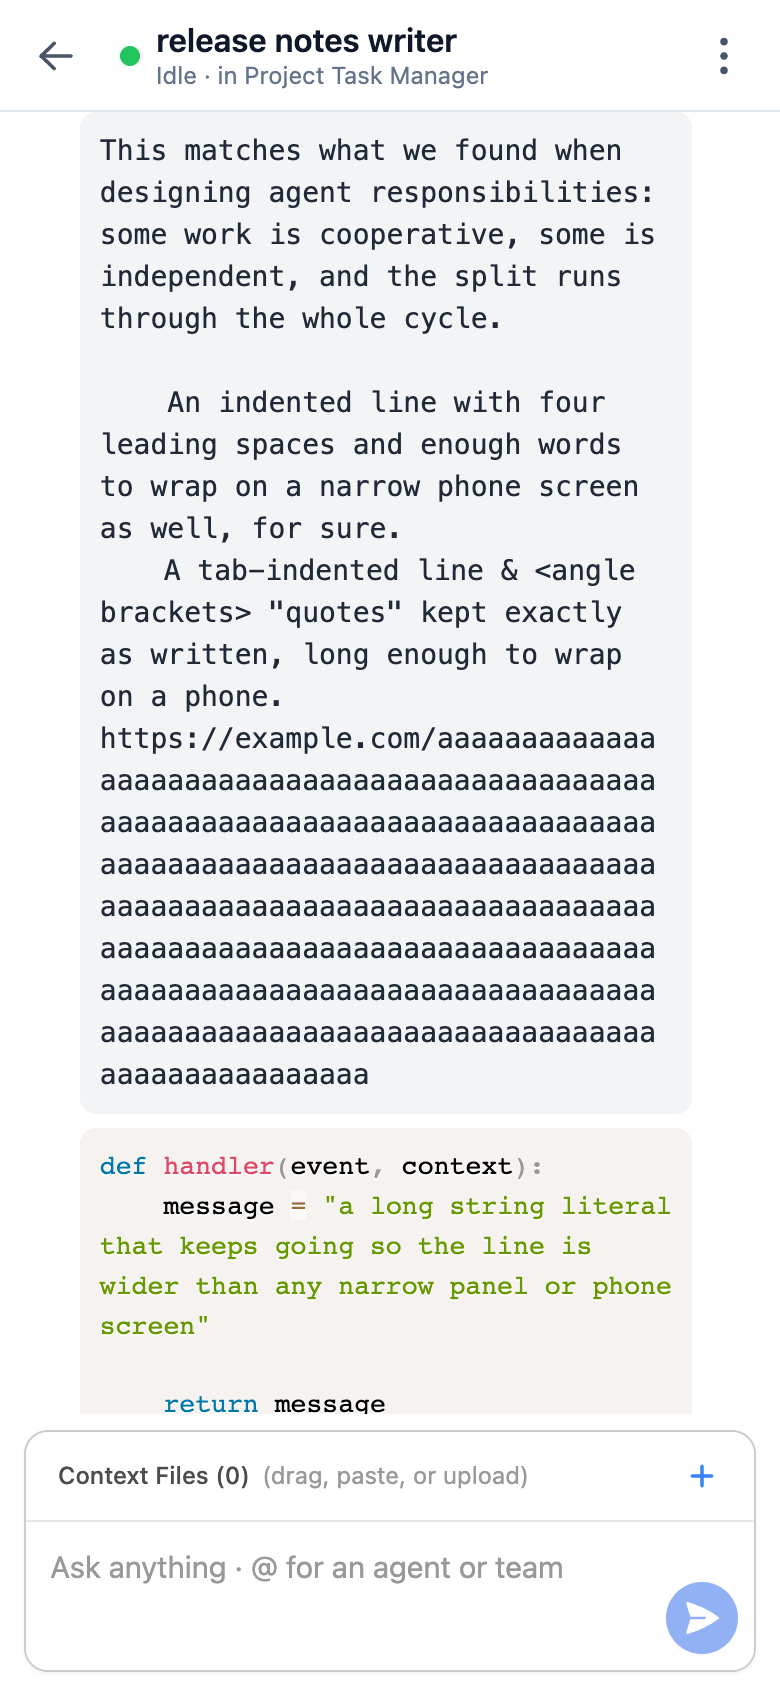 release notes writer
Idle · in Project Task Manager
This matches what we found when
designing agent responsibilities:
some work is cooperative, some is
independent, and the split runs
through the whole cycle.
    An indented line with four
leading spaces and enough words
to wrap on a narrow phone screen
as well, for sure.
    A tab-indented line & <angle
brackets> "quotes" kept exactly
as written, long enough to wrap
on a phone.
https://example.com/aaaaaaaaaaaaa
aaaaaaaaaaaaaaaaaaaaaaaaaaaaaaaaa
aaaaaaaaaaaaaaaaaaaaaaaaaaaaaaaaa
aaaaaaaaaaaaaaaaaaaaaaaaaaaaaaaaa
aaaaaaaaaaaaaaaaaaaaaaaaaaaaaaaaa
aaaaaaaaaaaaaaaaaaaaaaaaaaaaaaaaa
aaaaaaaaaaaaaaaaaaaaaaaaaaaaaaaaa
aaaaaaaaaaaaaaaaaaaaaaaaaaaaaaaaa
aaaaaaaaaaaaaaaa
def handler(event, context):
    message = "a long string literal
that keeps going so the line is
wider than any narrow panel or phone
screen"
    return message
Context Files (0) (drag, paste, or upload)
Ask anything · @ for an agent or team